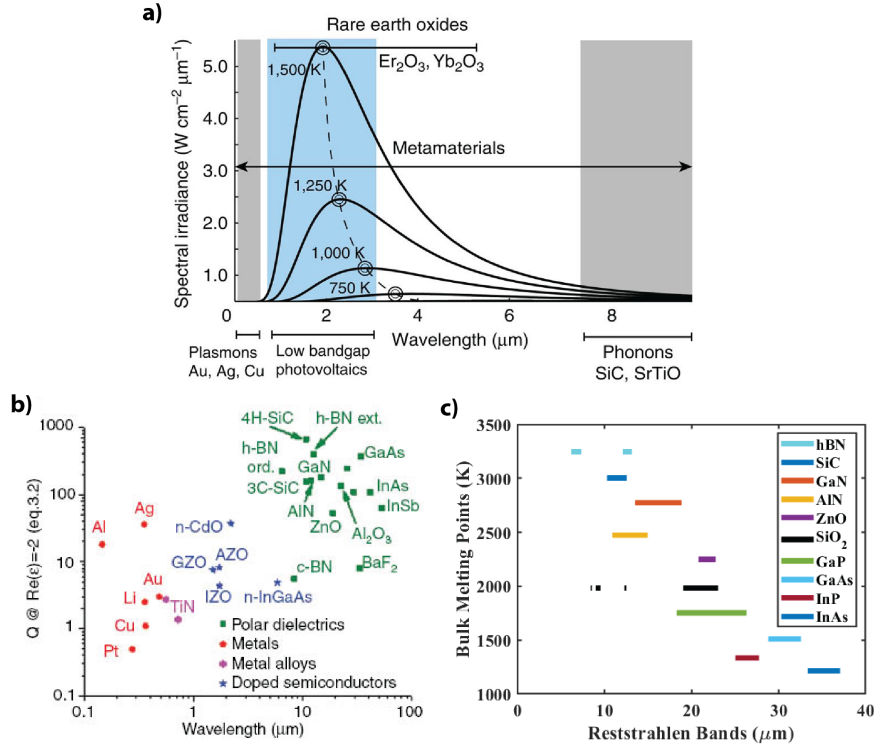 a)
Rare earth oxides
Er₂O₃, Yb₂O₃
Spectral irradiance (W cm⁻² μm⁻¹)
5.0
4.0
3.0
2.0
1.0
1,500 K
Metamaterials
1,250 K
1,000 K
750 K
2
4
6
8
Wavelength (μm)
Plasmons
Au, Ag, Cu
Low bandgap
photovoltaics
Phonons
SiC, SrTiO
b)
Q @ Re(ε)=-2 (eq.3.2)
1000
100
10
1
0.1
4H-SiC
h-BN ext.
h-BN
ord.
GaN
GaAs
3C-SiC
InAs
AlN
InSb
ZnO
Al₂O₃
Al
Ag
n-CdO
GZO
AZO
c-BN
BaF₂
Au
Li
TiN
IZO
n-InGaAs
Cu
Pt
Polar dielectrics
Metals
Metal alloys
Doped semiconductors
0.1
1
10
100
Wavelength (μm)
c)
Bulk Melting Points (K)
3500
3000
2500
2000
1500
1000
hBN
SiC
GaN
AlN
ZnO
SiO₂
GaP
GaAs
InP
InAs
0
10
20
30
40
Reststrahlen Bands (μm)